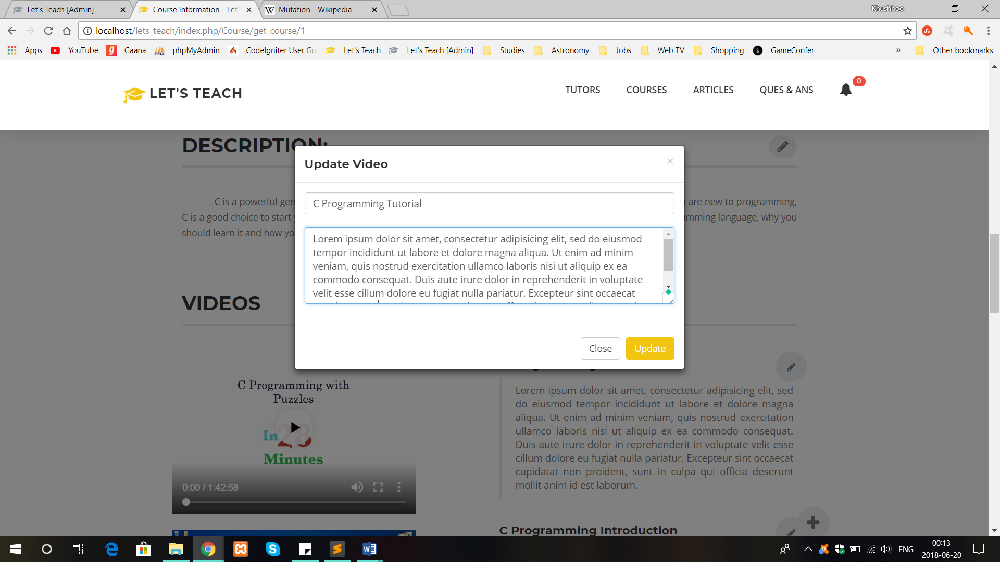 Let's Teach [Admin]
Course Information - Let'
Mutation - Wikipedia
Khushboo
localhost/lets_teach/index.php/Course/get_course/1
Apps
YouTube
Gaana
phpMyAdmin
CodeIgniter User Gu
Let's Teach
Let's Teach [Admin]
Studies
Astronomy
Jobs
Web TV
Shopping
GameConfer
»
Other bookmarks
LET'S TEACH
TUTORS
COURSES
ARTICLES
QUES & ANS
0
DESCRIPTION:
Update Video
×
C is a powerful gen
are new to programming,
C Programming Tutorial
C is a good choice to start
mming language, why you
should learn it and how yo
Lorem ipsum dolor sit amet, consectetur adipisicing elit, sed do eiusmod
tempor incididunt ut labore et dolore magna aliqua. Ut enim ad minim
veniam, quis nostrud exercitation ullamco laboris nisi ut aliquip ex ea
commodo consequat. Duis aute irure dolor in reprehenderit in voluptate
velit esse cillum dolore eu fugiat nulla pariatur. Excepteur sint occaecat
VIDEOS
Close
Update
C Programming with
Puzzles
In 28
Minutes
0:00 / 1:42:58
Lorem ipsum dolor sit amet, consectetur adipisicing elit, sed
do eiusmod tempor incididunt ut labore et dolore magna
aliqua. Ut enim ad minim veniam, quis nostrud exercitation
ullamco laboris nisi ut aliquip ex ea commodo consequat.
Duis aute irure dolor in reprehenderit in voluptate velit esse
cillum dolore eu fugiat nulla pariatur. Excepteur sint occaecat
cupidatat non proident, sunt in culpa qui officia deserunt
mollit anim id est laborum.
C Programming Introduction
ENG
00:13
2018-06-20